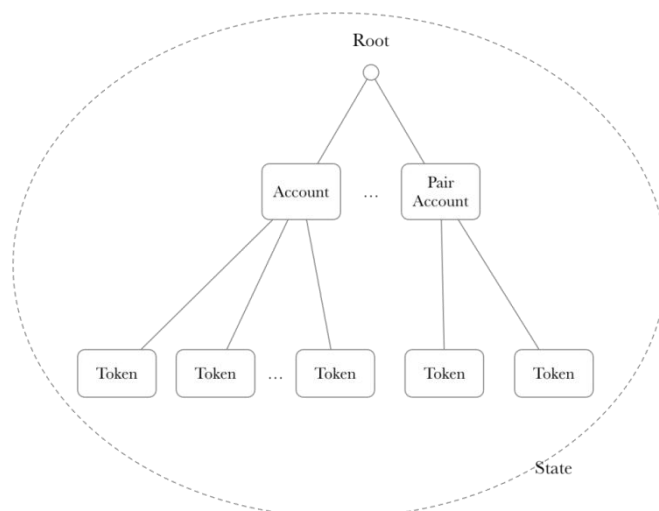 Root
Account
...
Pair
Account
Token
Token
...
Token
Token
Token
State